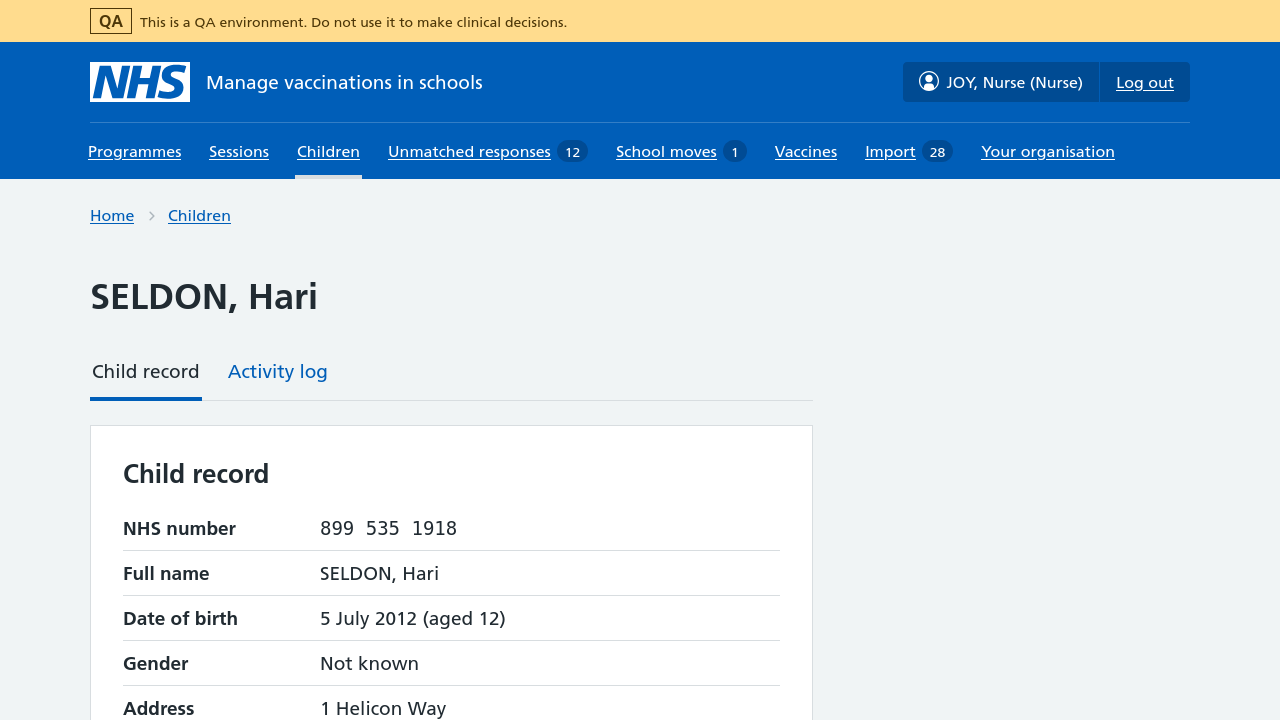 QA This is a QA environment. Do not use it to make clinical decisions.
NHS Manage vaccinations in schools JOY, Nurse (Nurse) Log out
Programmes Sessions Children Unmatched responses 12 School moves 1 Vaccines Import 28 Your organisation
Home Children
SELDON, Hari
Child record Activity log
Child record
NHS number 899 535 1918
Full name SELDON, Hari
Date of birth 5 July 2012 (aged 12)
Gender Not known
Address 1 Helicon Way